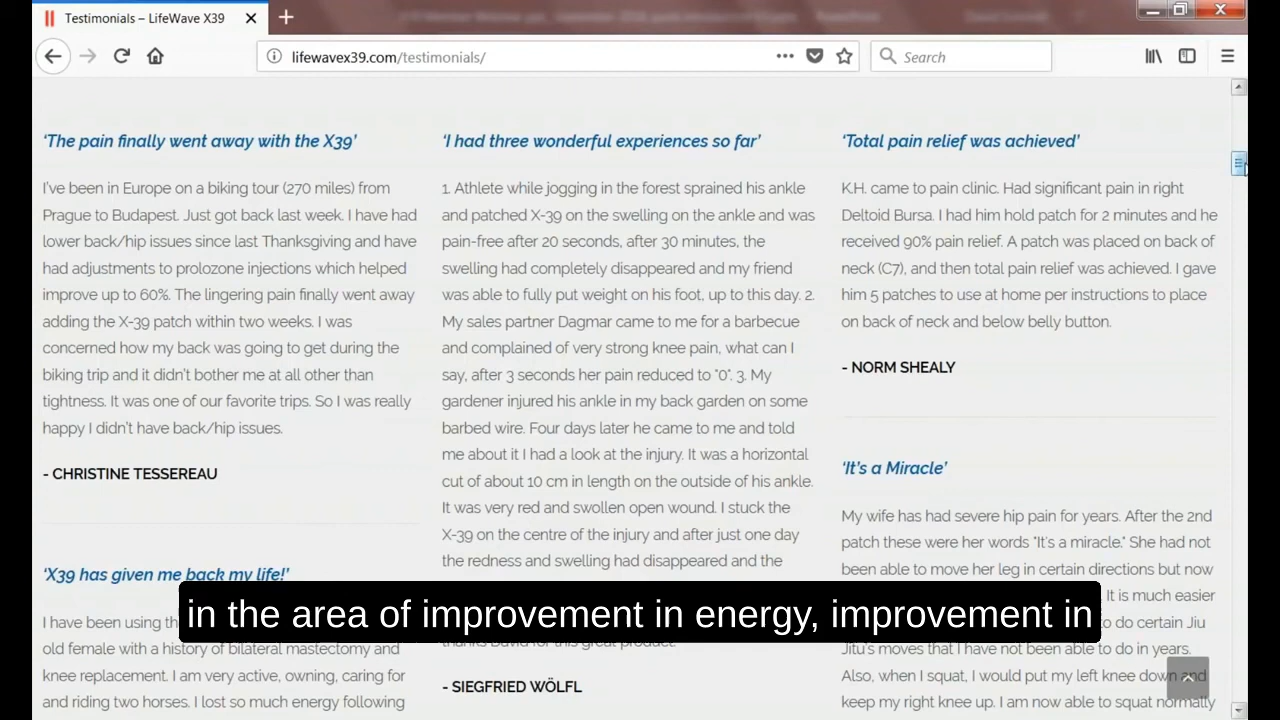 Testimonials – LifeWave X39
lifewavex39.com/testimonials/
Search
‘The pain finally went away with the X39’
I've been in Europe on a biking tour (270 miles) from
Prague to Budapest. Just got back last week. I have had
lower back/hip issues since last Thanksgiving and have
had adjustments to prolozone injections which helped
improve up to 60%. The lingering pain finally went away
adding the X-39 patch within two weeks. I was
concerned how my back was going to get during the
biking trip and it didn't bother me at all other than
tightness. It was one of our favorite trips. So I was really
happy I didn't have back/hip issues.
- CHRISTINE TESSEREAU
‘X39 has given me back my life!’
I have been using th
old female with a history of bilateral mastectomy and
knee replacement. I am very active, owning, caring for
and riding two horses. I lost so much energy following
‘I had three wonderful experiences so far’
1. Athlete while jogging in the forest sprained his ankle
and patched X-39 on the swelling on the ankle and was
pain-free after 20 seconds, after 30 minutes, the
swelling had completely disappeared and my friend
was able to fully put weight on his foot, up to this day. 2.
My sales partner Dagmar came to me for a barbecue
and complained of very strong knee pain, what can I
say, after 3 seconds her pain reduced to "0". 3. My
gardener injured his ankle in my back garden on some
barbed wire. Four days later he came to me and told
me about it I had a look at the injury. It was a horizontal
cut of about 10 cm in length on the outside of his ankle.
It was very red and swollen open wound. I stuck the
X-39 on the centre of the injury and after just one day
the redness and swelling had disappeared and the
thanks David for this great product.
- SIEGFRIED WÖLFL
‘Total pain relief was achieved’
K.H. came to pain clinic. Had significant pain in right
Deltoid Bursa. I had him hold patch for 2 minutes and he
received 90% pain relief. A patch was placed on back of
neck (C7), and then total pain relief was achieved. I gave
him 5 patches to use at home per instructions to place
on back of neck and below belly button.
- NORM SHEALY
‘It's a Miracle’
My wife has had severe hip pain for years. After the 2nd
patch these were her words "It's a miracle." She had not
been able to move her leg in certain directions but now
It is much easier
to do certain Jiu
Jitu's moves that I have not been able to do in years.
Also, when I squat, I would put my left knee down and
keep my right knee up. I am now able to squat normally
in the area of improvement in energy, improvement in